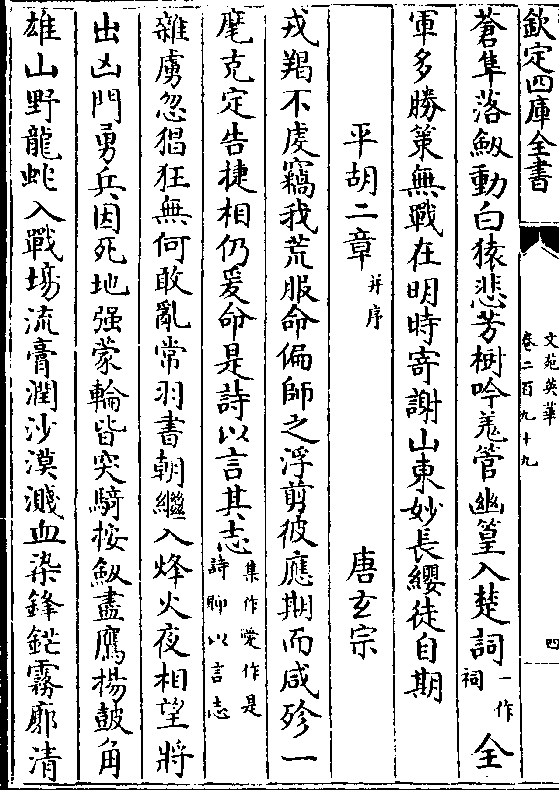 欽定四庫全書
文苑英華
卷二百九十九
四
蒼隼落劔動白猿悲芳樹吟羌管幽篁入楚詞一作祠全
軍多勝策無戰在明時寄謝山東妙長纓徒自期
平胡二章并序 唐玄宗
戎羯不虔竊我荒服命偏師之浮剪彼應期而咸殄一
麾克定告捷相仍爰命是詩以言其志集作爰作是詩聊以言志
雜虜忽猖狂無何敢亂常羽書朝繼入烽火夜相望將
出凶門勇兵因死地强蒙輪皆突騎按劔盡鷹揚鼓角
雄山野龍虵入戰場流膏潤沙漠濺血染鋒鋩霧廓清